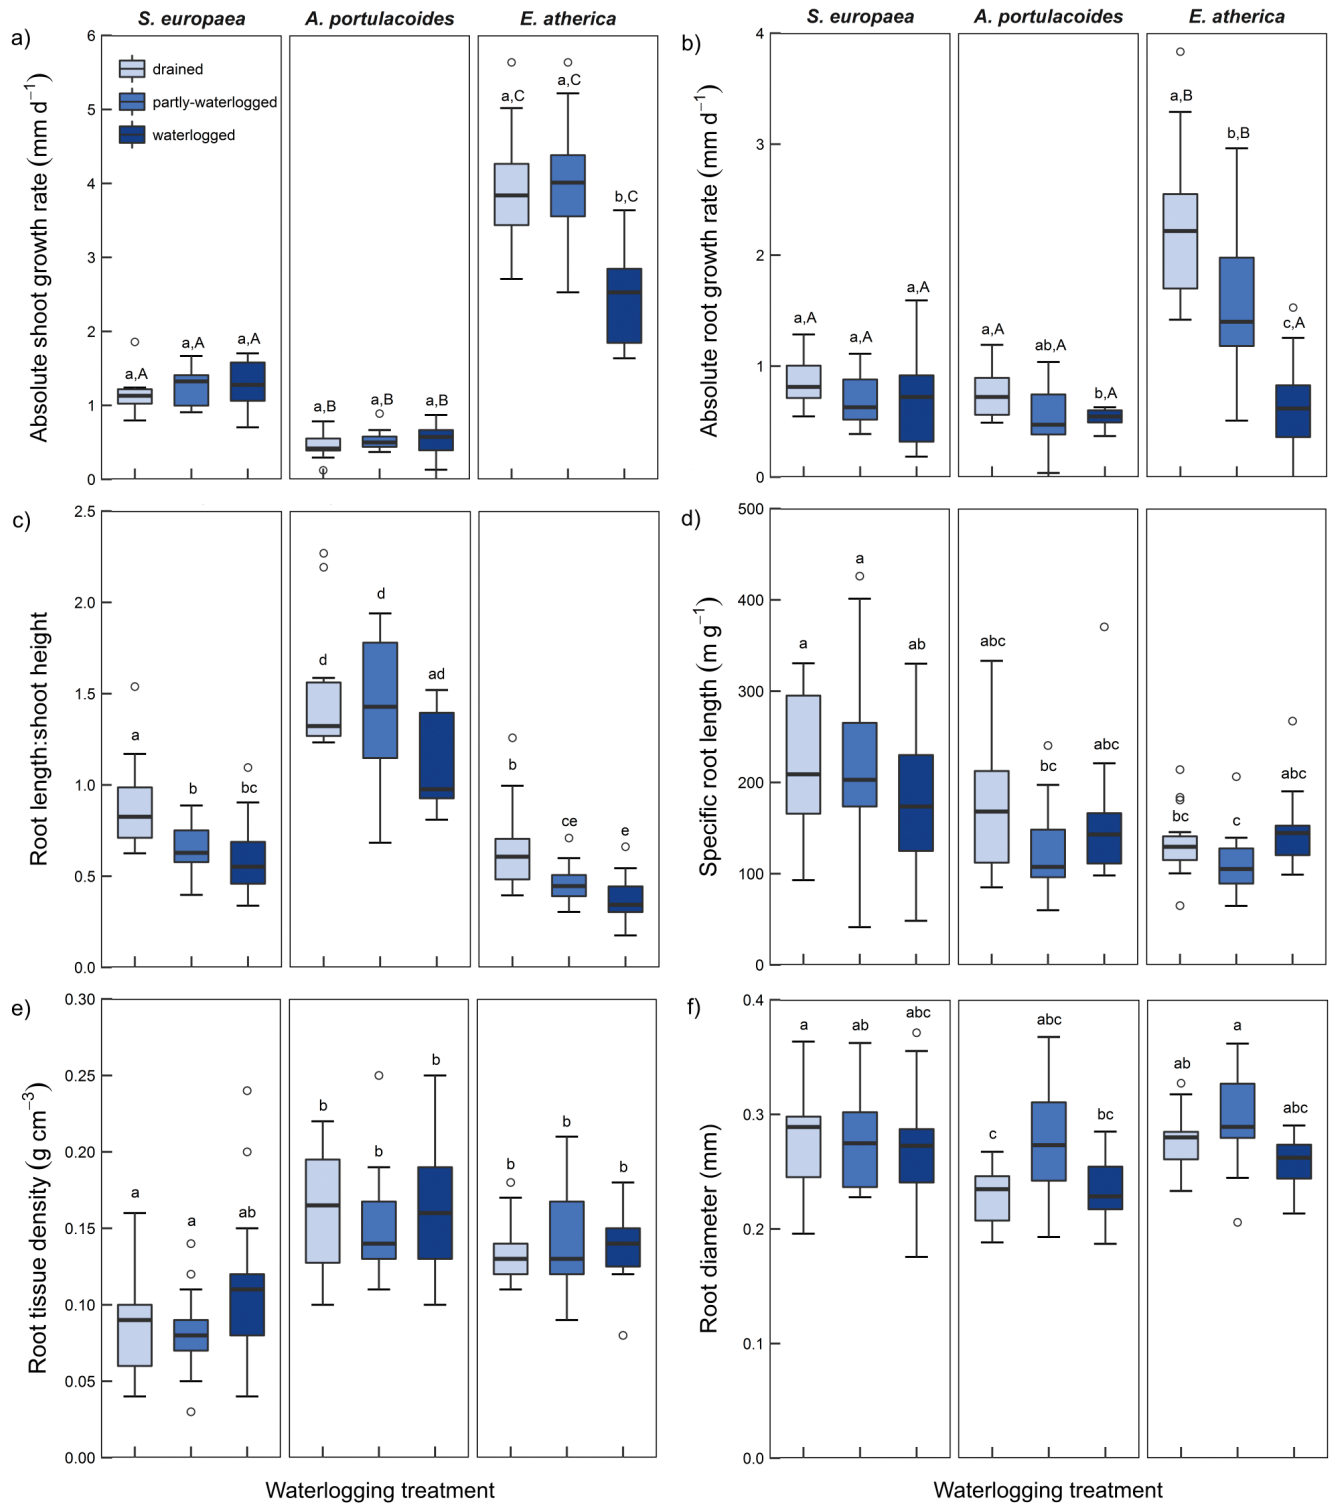 S. europaea A. portulacoides E. atherica
a)
Absolute shoot growth rate (mm d−1)
6
5
4
3
2
1
0
drained
partly-waterlogged
waterlogged
a,A a,A a,A
a,B a,B a,B
a,C a,C b,C
S. europaea A. portulacoides E. atherica
b)
Absolute root growth rate (mm d−1)
4
3
2
1
0
a,A a,A a,A
a,A ab,A b,A
a,B b,B c,A
c)
Root length:shoot height
2.5
2.0
1.5
1.0
0.5
0.0
a b bc
d d ad
b ce e
d)
Specific root length (m g−1)
500
400
300
200
100
0
a a ab
abc bc abc
bc c abc
e)
Root tissue density (g cm−3)
0.30
0.25
0.20
0.15
0.10
0.05
0.00
a a ab
b b b
b b b
Waterlogging treatment
f)
Root diameter (mm)
0.4
0.3
0.2
0.1
0.0
a ab abc
c abc bc
ab a abc
Waterlogging treatment